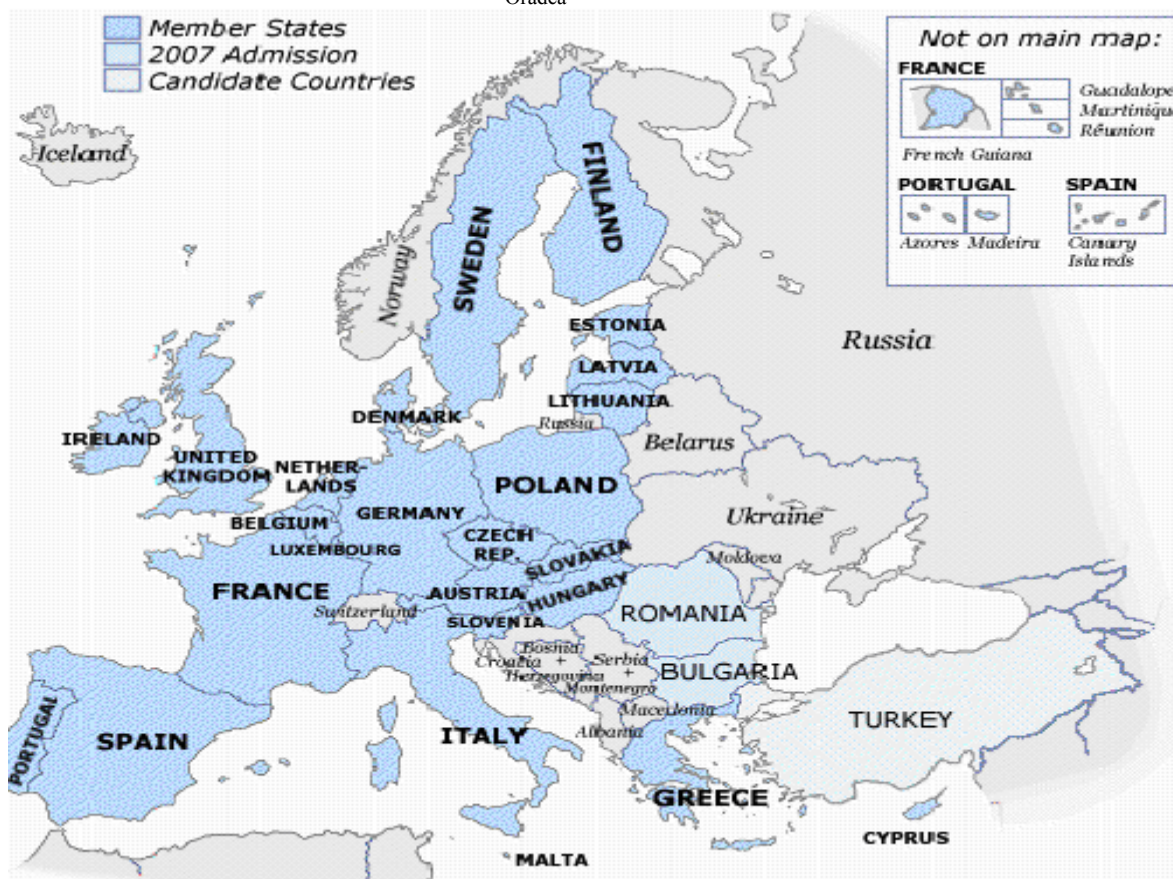 Oradea
Member States
2007 Admission
Candidate Countries
Not on main map:
FRANCE
Guadalope
Martinique
Réunion
French Guiana
PORTUGAL
SPAIN
Azores
Madeira
Canary
Islands
Iceland
Norway
SWEDEN
FINLAND
ESTONIA
LATVIA
LITHUANIA
Russia
Russia
Belarus
DENMARK
IRELAND
UNITED
KINGDOM
NETHER-
LANDS
BELGIUM
LUXEMBOURG
GERMANY
POLAND
CZECH
REP.
SLOVAKIA
Ukraine
Moldova
FRANCE
Switzerland
AUSTRIA
HUNGARY
SLOVENIA
ROMANIA
Croatia
Bosnia
+
Herzegovina
Serbia
+
Montenegro
BULGARIA
Macedonia
Albania
TURKEY
PORTUGAL
SPAIN
ITALY
GREECE
CYPRUS
MALTA